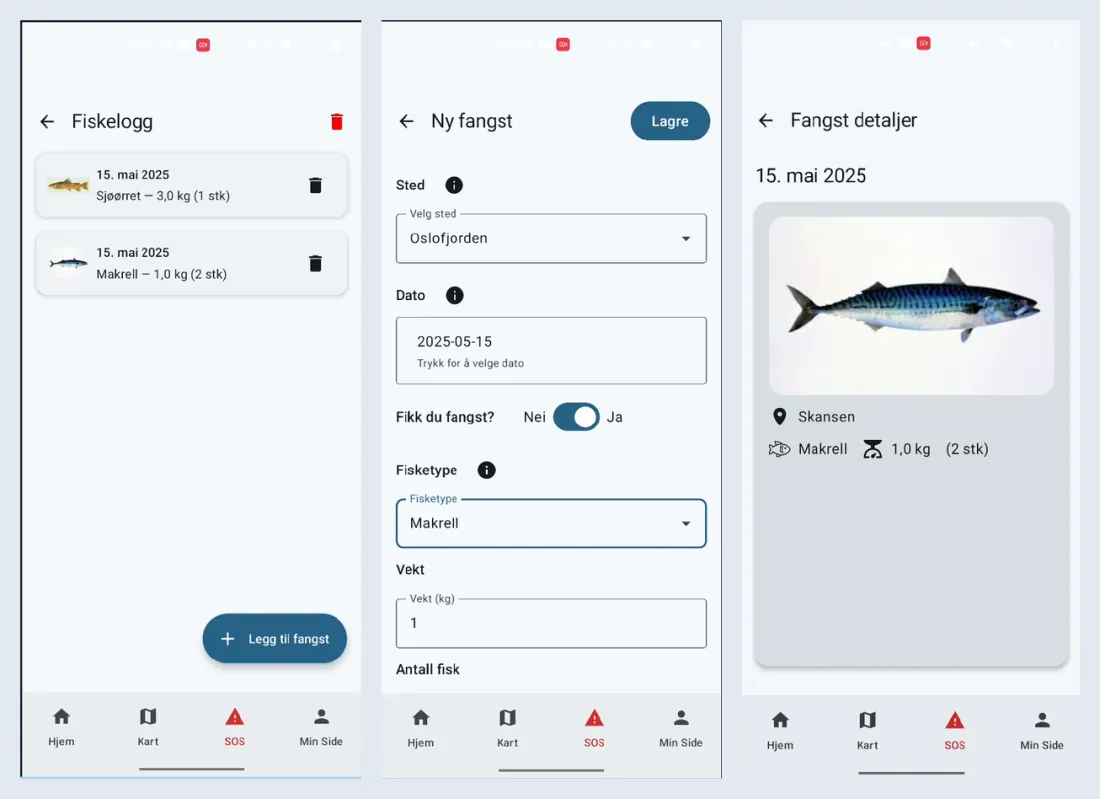 Fiskelogg
15. mai 2025
Sjøørret – 3,0 kg (1 stk)
15. mai 2025
Makrell – 1,0 kg (2 stk)
Legg til fangst
Hjem
Kart
SOS
Min Side
Ny fangst
Lagre
Sted
Velg sted
Oslofjorden
Dato
2025-05-15
Trykk for å velge dato
Fikk du fangst?
Nei
Ja
Fisketype
Fisketype
Makrell
Vekt
Vekt (kg)
1
Antall fisk
Hjem
Kart
SOS
Min Side
Fangst detaljer
15. mai 2025
Skansen
Makrell
1,0 kg
(2 stk)
Hjem
Kart
SOS
Min Side